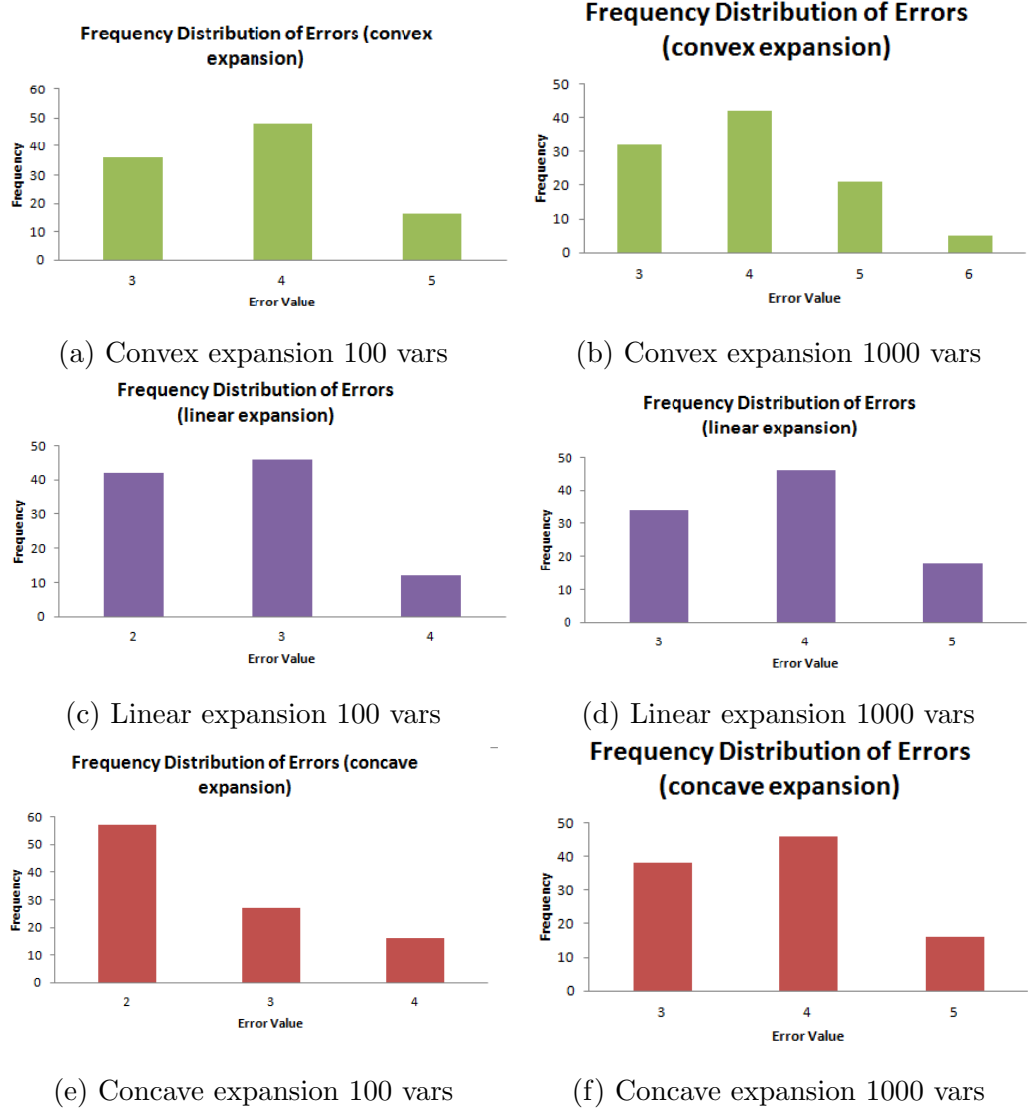 Frequency Distribution of Errors (convex
expansion)
60
50
40
30
20
10
0
Frequency
3 4 5
Error Value
(a) Convex expansion 100 vars
Frequency Distribution of Errors
(convex expansion)
50
40
30
20
10
0
Frequency
3 4 5 6
Error Value
(b) Convex expansion 1000 vars
Frequency Distribution of Errors
(linear expansion)
50
40
30
20
10
0
Frequency
2 3 4
Error Value
(c) Linear expansion 100 vars
Frequency Distribution of Errors
(linear expansion)
50
40
30
20
10
0
Frequency
3 4 5
Error Value
(d) Linear expansion 1000 vars
Frequency Distribution of Errors (concave
expansion)
60
50
40
30
20
10
0
Frequency
2 3 4
Error Value
(e) Concave expansion 100 vars
Frequency Distribution of Errors
(concave expansion)
50
40
30
20
10
0
Frequency
3 4 5
Error Value
(f) Concave expansion 1000 vars